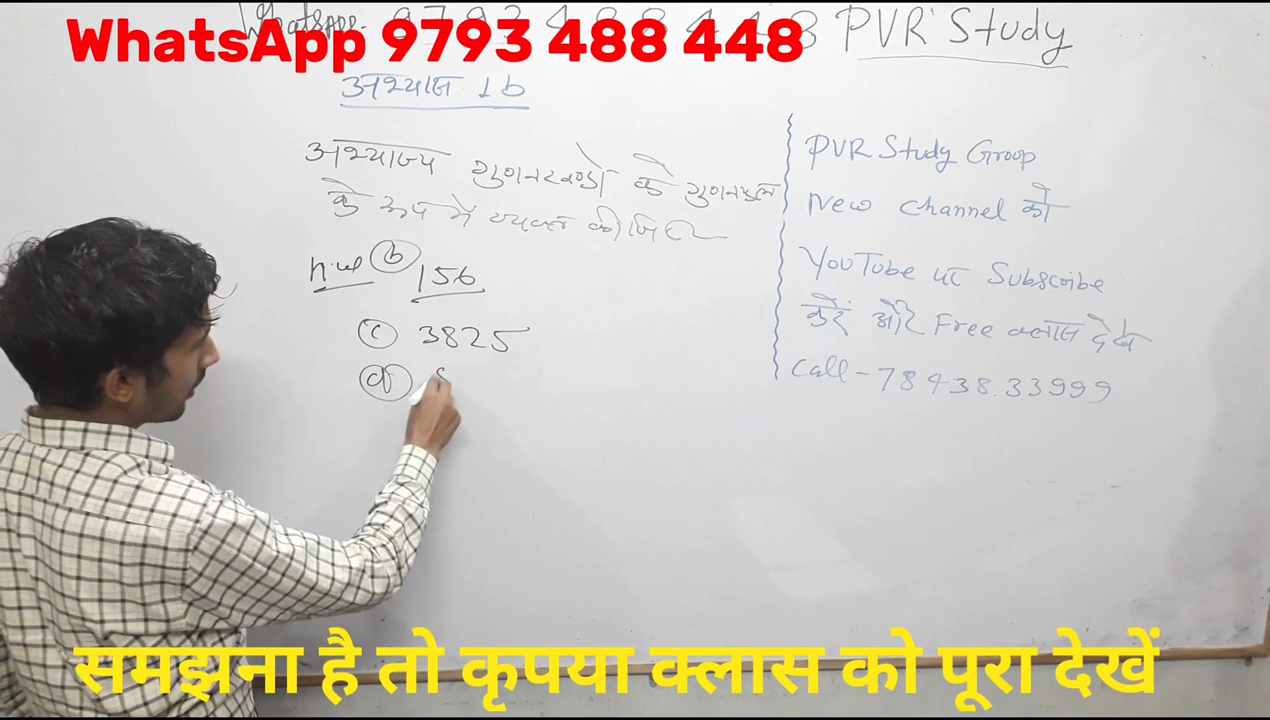 WhatsApp 9793 488 448
PVR Study
अभ्यास 1b
अभाज्य गुणनखण्डों के गुणनफल
के रूप में व्यक्त कीजिए
(b) 156
(c) 3825
(d)
PVR Study Groop
New channel को
YouTube पर Subscribe
करें और Free क्लास देखें
Call - 78438.33999
समझना है तो कृपया क्लास को पूरा देखें